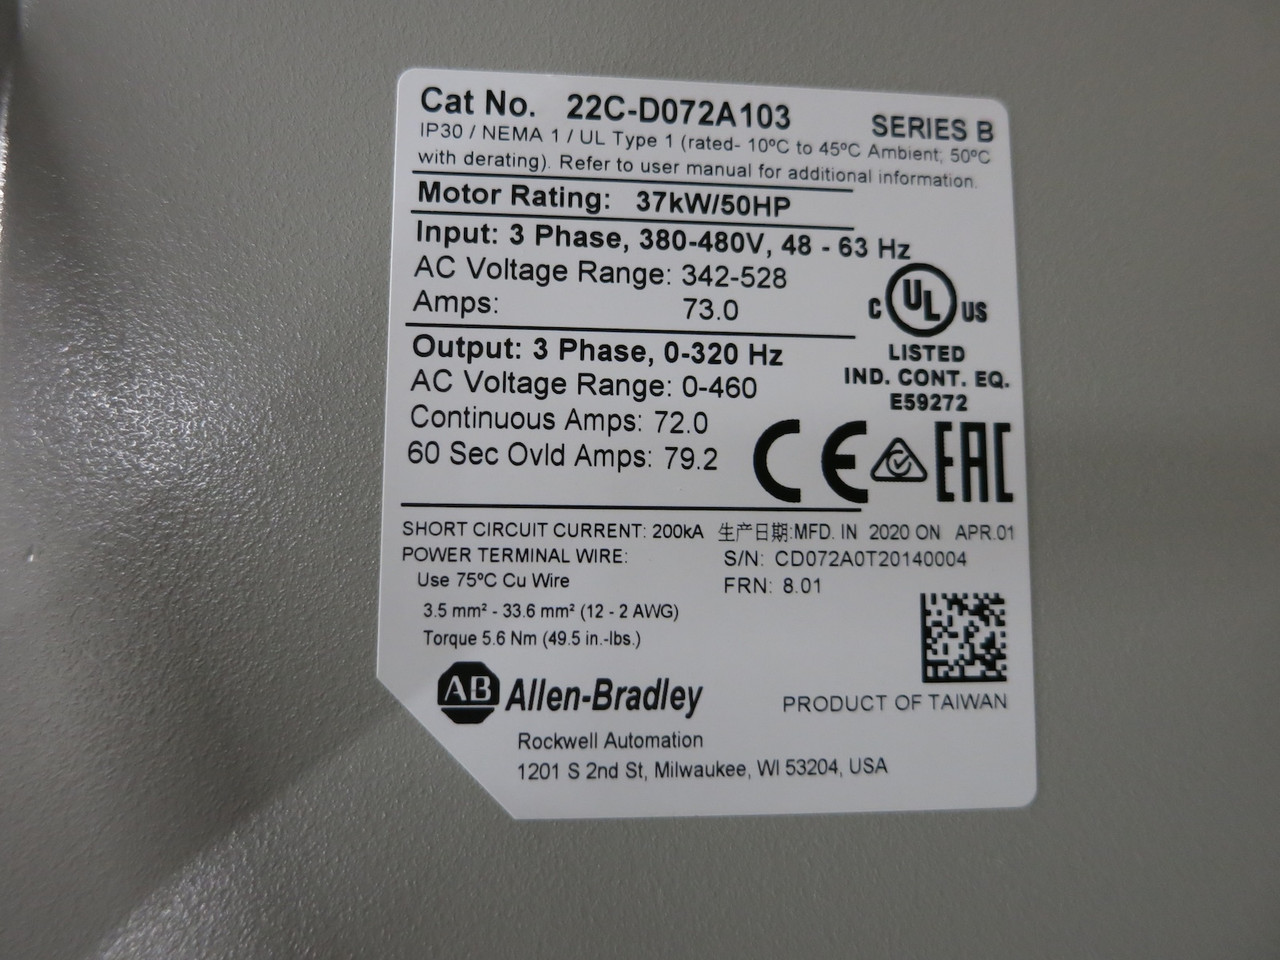 Cat No. 22C-D072A103 SERIES B
IP30 / NEMA 1 / UL Type 1 (rated- 10ºC to 45ºC Ambient, 50ºC
with derating). Refer to user manual for additional information.
Motor Rating: 37kW/50HP
Input: 3 Phase, 380-480V, 48 - 63 Hz
AC Voltage Range: 342-528
Amps: 73.0
C UL US
LISTED
IND. CONT. EQ.
E59272
Output: 3 Phase, 0-320 Hz
AC Voltage Range: 0-460
Continuous Amps: 72.0
60 Sec Ovld Amps: 79.2
CE EAC
SHORT CIRCUIT CURRENT: 200kA 生产日期:MFD. IN 2020 ON APR.01
POWER TERMINAL WIRE: S/N: CD072A0T20140004
Use 75ºC Cu Wire FRN: 8.01
3.5 mm² - 33.6 mm² (12 - 2 AWG)
Torque 5.6 Nm (49.5 in.-lbs.)
AB Allen-Bradley PRODUCT OF TAIWAN
Rockwell Automation
1201 S 2nd St, Milwaukee, WI 53204, USA